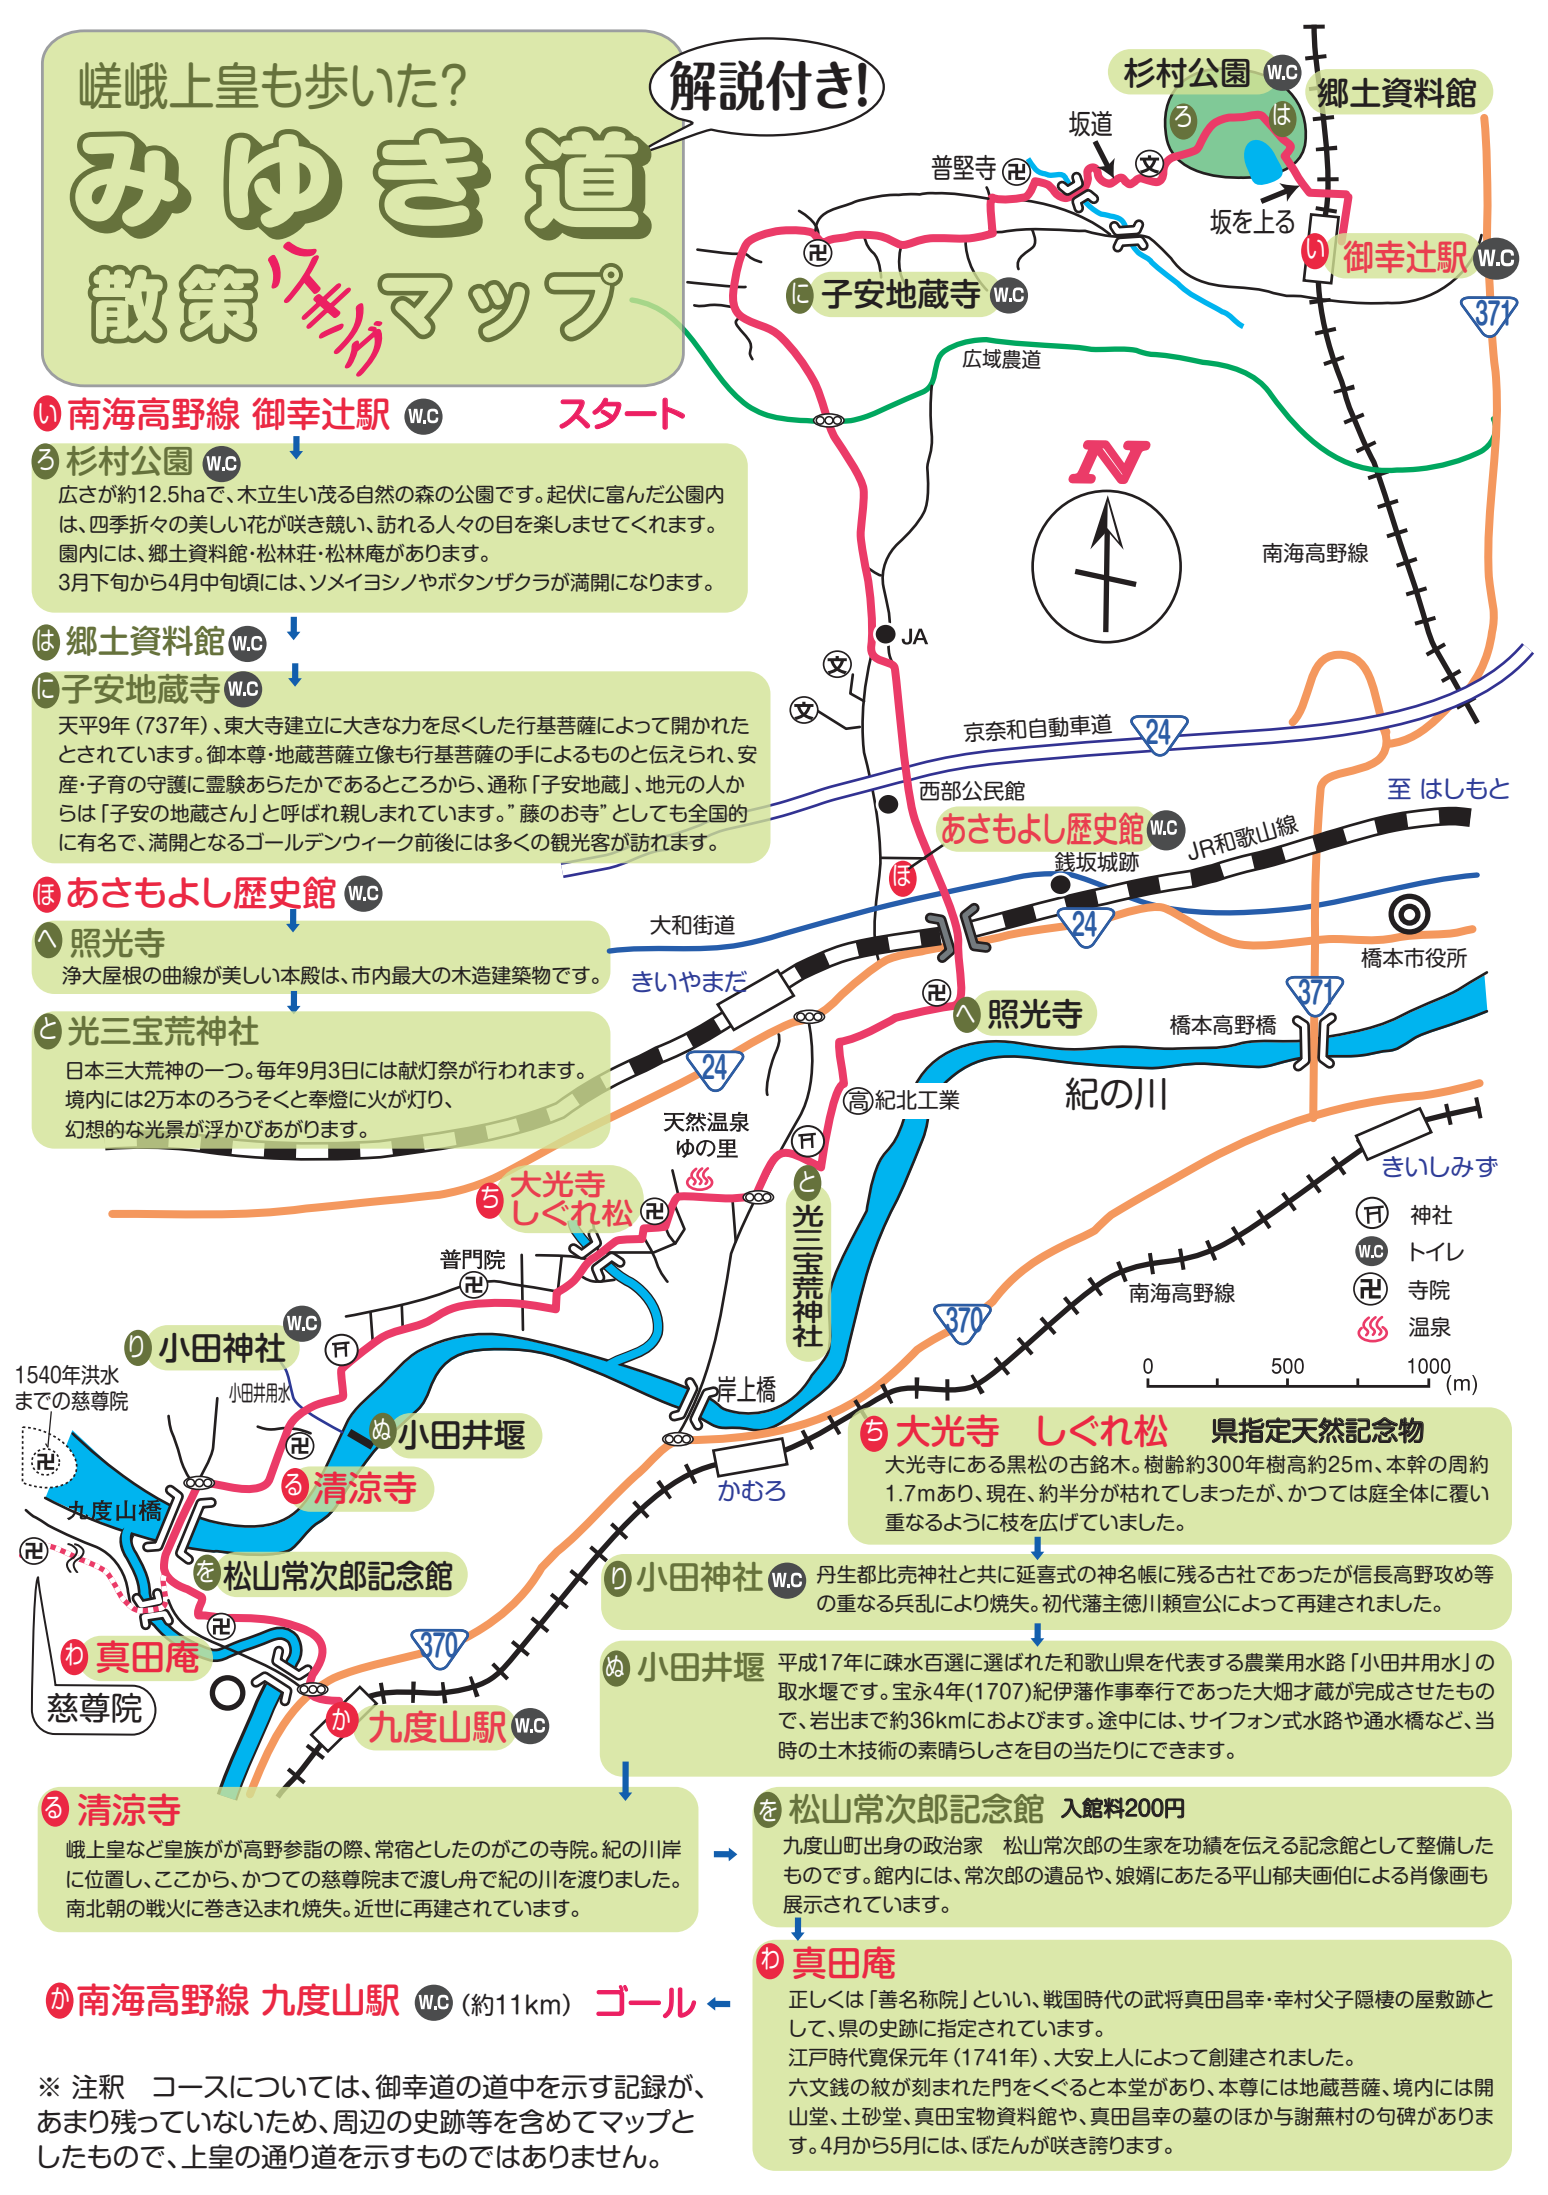 嵯峨上皇も歩いた？
みゆき道
散策ハイキングマップ
解説付き！
い 南海高野線 御幸辻駅 W.C スタート
ろ 杉村公園 W.C
広さが約12.5haで、木立生い茂る自然の森の公園です。起伏に富んだ公園内
は、四季折々の美しい花が咲き競い、訪れる人々の目を楽しませてくれます。
園内には、郷土資料館・松林荘・松林庵があります。
3月下旬から4月中旬頃には、ソメイヨシノやボタンザクラが満開になります。
は 郷土資料館 W.C
に 子安地蔵寺 W.C
天平9年（737年）、東大寺建立に大きな力を尽くした行基菩薩によって開かれた
とされています。御本尊・地蔵菩薩立像も行基菩薩の手によるものと伝えられ、安
産・子育の守護に霊験あらたかであるところから、通称「子安地蔵」、地元の人か
らは「子安の地蔵さん」と呼ばれ親しまれています。”藤のお寺”としても全国的
に有名で、満開となるゴールデンウィーク前後には多くの観光客が訪れます。
ほ あさもよし歴史館 W.C
へ 照光寺
浄大屋根の曲線が美しい本殿は、市内最大の木造建築物です。
と 光三宝荒神社
日本三大荒神の一つ。毎年9月3日には献灯祭が行われます。
境内には2万本のろうそくと奉燈に火が灯り、
幻想的な光景が浮かびあがります。
杉村公園 W.C
郷土資料館
ろ
は
坂道
文
普堅寺
卍
坂を上る
い 御幸辻駅 W.C
卍
に 子安地蔵寺 W.C
371
広域農道
N
南海高野線
JA
文
文
京奈和自動車道
24
西部公民館
至 はしもと
あさもよし歴史館 W.C
ほ
銭坂城跡
JR和歌山線
24
大和街道
橋本市役所
きいやまだ
卍
へ 照光寺
371
橋本高野橋
24
高 紀北工業
紀の川
天然温泉
ゆの里
と 光三宝荒神社
きいしみず
ち 大光寺
しぐれ松
卍
神社
W.C トイレ
卍 寺院
温泉
普門院
卍
南海高野線
370
0 500 1000
(m)
り 小田神社 W.C
1540年洪水
までの慈尊院
卍
小田井用水
岸上橋
ぬ 小田井堰
卍
る 清涼寺
かむろ
九度山橋
卍
を 松山常次郎記念館
卍
わ 真田庵
370
慈尊院
か 九度山駅 W.C
ち 大光寺 しぐれ松 県指定天然記念物
大光寺にある黒松の古銘木。樹齢約300年樹高約25m、本幹の周約
1.7mあり、現在、約半分が枯れてしまったが、かつては庭全体に覆い
重なるように枝を広げていました。
り 小田神社 W.C
丹生都比売神社と共に延喜式の神名帳に残る古社であったが信長高野攻め等
の重なる兵乱により焼失。初代藩主徳川頼宣公によって再建されました。
ぬ 小田井堰
平成17年に疎水百選に選ばれた和歌山県を代表する農業用水路「小田井用水」の
取水堰です。宝永4年(1707)紀伊藩作事奉行であった大畑才蔵が完成させたもの
で、岩出まで約36kmにおよびます。途中には、サイフォン式水路や通水橋など、当
時の土木技術の素晴らしさを目の当たりにできます。
る 清涼寺
峨上皇など皇族がが高野参詣の際、常宿としたのがこの寺院。紀の川岸
に位置し、ここから、かつての慈尊院まで渡し舟で紀の川を渡りました。
南北朝の戦火に巻き込まれ焼失。近世に再建されています。
を 松山常次郎記念館 入館料200円
九度山町出身の政治家　松山常次郎の生家を功績を伝える記念館として整備した
ものです。館内には、常次郎の遺品や、娘婿にあたる平山郁夫画伯による肖像画も
展示されています。
わ 真田庵
正しくは「善名称院」といい、戦国時代の武将真田昌幸・幸村父子隠棲の屋敷跡と
して、県の史跡に指定されています。
江戸時代寛保元年（1741年）、大安上人によって創建されました。
六文銭の紋が刻まれた門をくぐると本堂があり、本尊には地蔵菩薩、境内には開
山堂、土砂堂、真田宝物資料館や、真田昌幸の墓のほか与謝蕪村の句碑がありま
す。4月から5月には、ぼたんが咲き誇ります。
か 南海高野線 九度山駅 W.C （約11km） ゴール
※ 注釈　コースについては、御幸道の道中を示す記録が、
あまり残っていないため、周辺の史跡等を含めてマップと
したもので、上皇の通り道を示すものではありません。